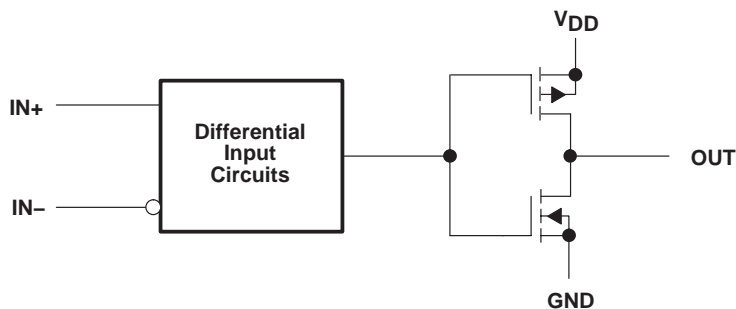 VDD
IN+
Differential
Input
Circuits
OUT
IN–
GND